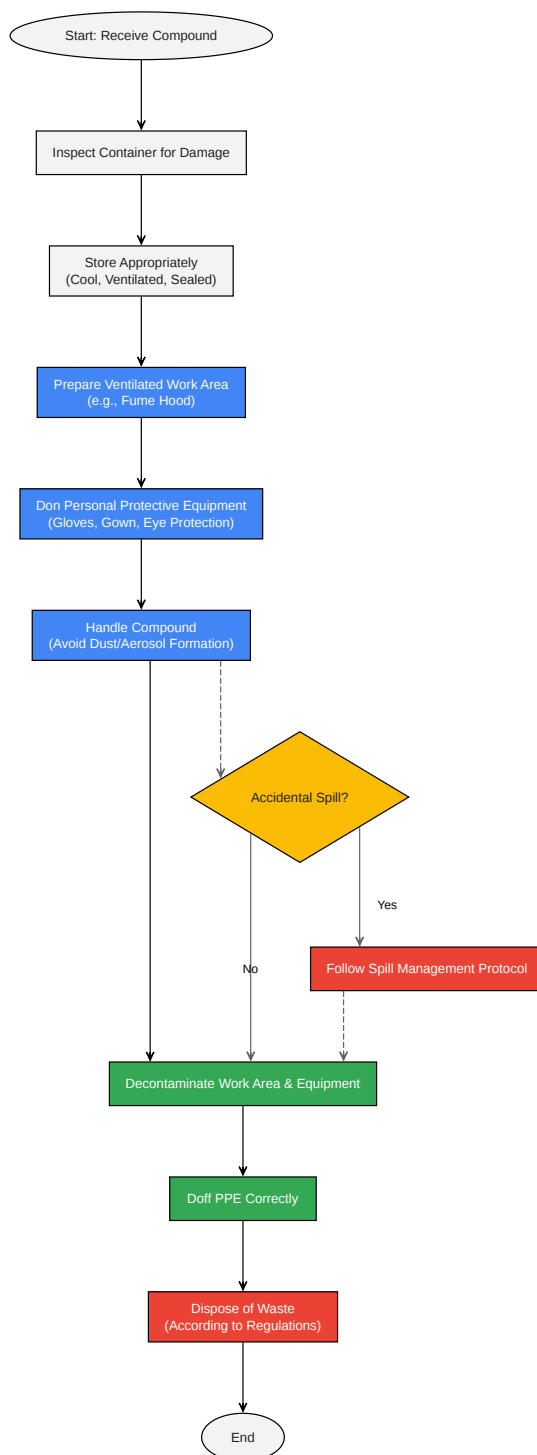 Start: Receive Compound
Inspect Container for Damage
Store Appropriately
(Cool, Ventilated, Sealed)
Prepare Ventilated Work Area
(e.g., Fume Hood)
Don Personal Protective Equipment
(Gloves, Gown, Eye Protection)
Handle Compound
(Avoid Dust/Aerosol Formation)
Accidental Spill?
Yes
No
Follow Spill Management Protocol
Decontaminate Work Area & Equipment
Doff PPE Correctly
Dispose of Waste
(According to Regulations)
End